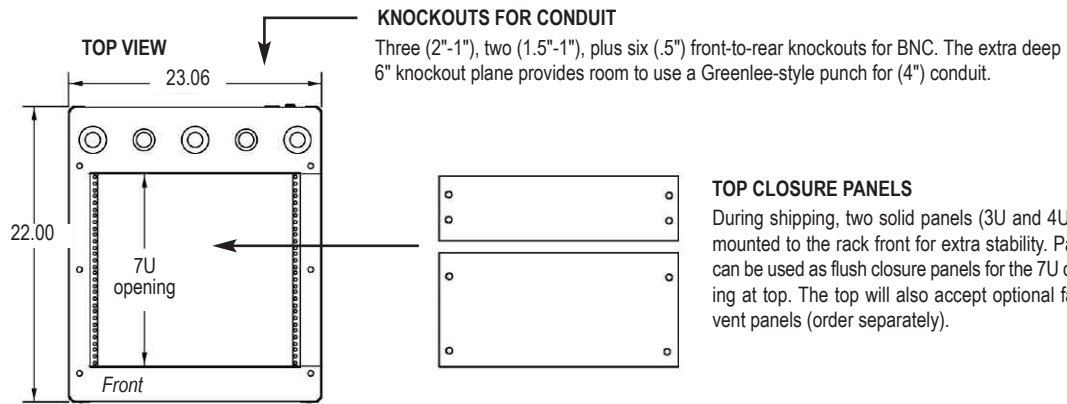 KNOCKOUTS FOR CONDUIT
Three (2"-1"), two (1.5"-1"), plus six (.5") front-to-rear knockouts for BNC. The extra deep
6" knockout plane provides room to use a Greenlee-style punch for (4") conduit.
TOP VIEW
23.06
22.00
7U
opening
Front
TOP CLOSURE PANELS
During shipping, two solid panels (3U and 4U
mounted to the rack front for extra stability.
can be used as flush closure panels for the 7U
ing at top. The top will also accept optional
vent panels (order separately).